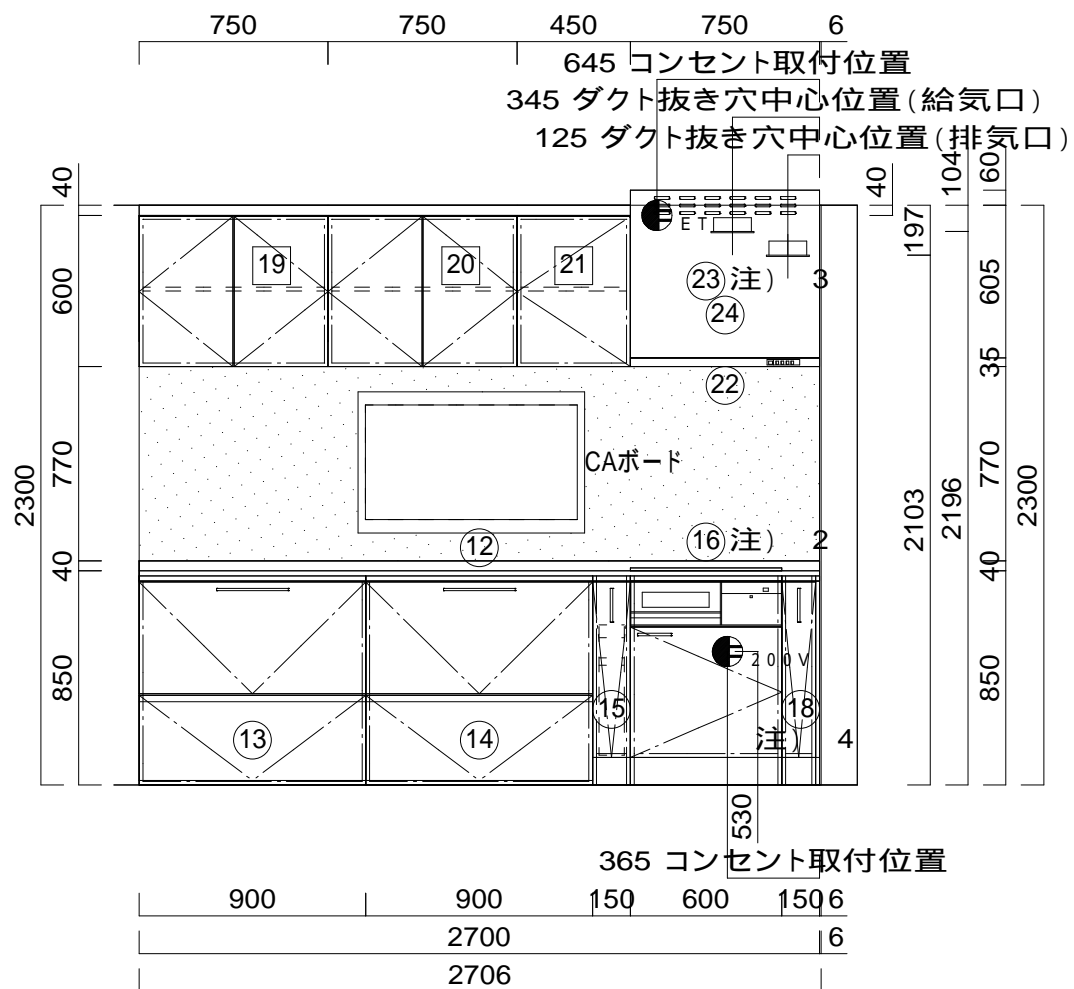 750 750 450 750 6
645 コンセント取付位置
345 ダクト抜き穴中心位置(給気口)
125 ダクト抜き穴中心位置(排気口)
40 40 104 60
197
ET
19 20 21
23 注) 3
24
600 605
35
22
CAボード
770 770
2300 2103 2196 2300
12 16 注) 2
40 40
200V
850 850
15 18
13 14 注) 4
530
365 コンセント取付位置
900 900 150 600 150 6
2700 6
2706